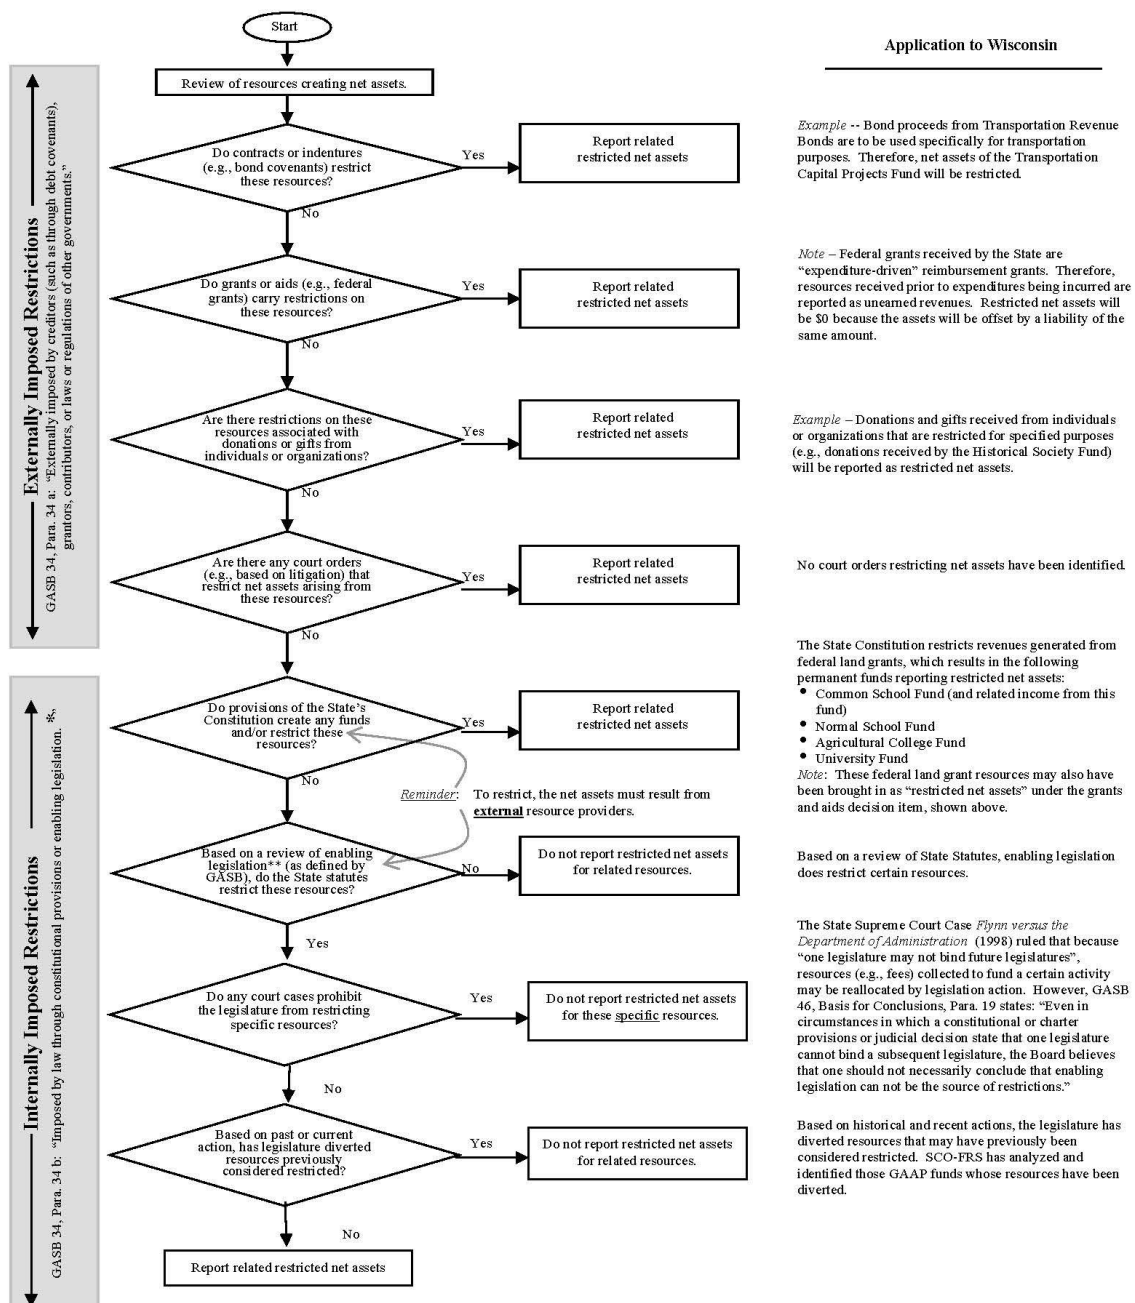 Start
Application to Wisconsin
Review of resources creating net assets.
Externally Imposed Restrictions
GASB 34, Para. 34 a:  “Externally imposed by creditors (such as through debt covenants),
grantors, contributors, or laws or regulations of other governments.”
Do contracts or indentures
(e.g., bond covenants) restrict
these resources?
Yes
Report related
restricted net assets
Example -- Bond proceeds from Transportation Revenue
Bonds are to be used specifically for transportation
purposes.  Therefore, net assets of the Transportation
Capital Projects Fund will be restricted.
No
Do grants or aids (e.g., federal
grants) carry restrictions on
these resources?
Yes
Report related
restricted net assets
Note – Federal grants received by the State are
“expenditure-driven” reimbursement grants.  Therefore,
resources received prior to expenditures being incurred are
reported as unearned revenues.  Restricted net assets will
be $0 because the assets will be offset by a liability of the
same amount.
No
Are there restrictions on these
resources associated with
donations or gifts from
individuals or organizations?
Yes
Report related
restricted net assets
Example – Donations and gifts received from individuals
or organizations that are restricted for specified purposes
(e.g., donations received by the Historical Society Fund)
will be reported as restricted net assets.
No
Are there any court orders
(e.g., based on litigation) that
restrict net assets arising from
these resources?
Yes
Report related
restricted net assets
No court orders restricting net assets have been identified.
No
Internally Imposed Restrictions
GASB 34, Para. 34 b:  “Imposed by law through constitutional provisions or enabling legislation. *”
Do provisions of the State’s
Constitution create any funds
and/or restrict these
resources?
Yes
Report related
restricted net assets
The State Constitution restricts revenues generated from
federal land grants, which results in the following
permanent funds reporting restricted net assets:
• Common School Fund (and related income from this
fund)
• Normal School Fund
• Agricultural College Fund
• University Fund
Note:  These federal land grant resources may also have
been brought in as “restricted net assets” under the grants
and aids decision item, shown above.
No
Reminder:  To restrict, the net assets must result from
external resource providers.
Based on a review of enabling
legislation** (as defined by
GASB), do the State statutes
restrict these resources?
No
Do not report restricted net assets
for related resources.
Based on a review of State Statutes, enabling legislation
does restrict certain resources.
Yes
Do any court cases prohibit
the legislature from restricting
specific resources?
Yes
Do not report restricted net assets
for these specific resources.
The State Supreme Court Case Flynn versus the
Department of Administration (1998) ruled that because
“one legislature may not bind future legislatures”,
resources (e.g., fees) collected to fund a certain activity
may be reallocated by legislation action.  However, GASB
46, Basis for Conclusions, Para. 19 states: “Even in
circumstances in which a constitutional or charter
provisions or judicial decision state that one legislature
cannot bind a subsequent legislature, the Board believes
that one should not necessarily conclude that enabling
legislation can not be the source of restrictions.”
No
Based on past or current
action, has legislature diverted
resources previously
considered restricted?
Yes
Do not report restricted net assets
for related resources.
Based on historical and recent actions, the legislature has
diverted resources that may have previously been
considered restricted.  SCO-FRS has analyzed and
identified those GAAP funds whose resources have been
diverted.
No
Report related restricted net assets